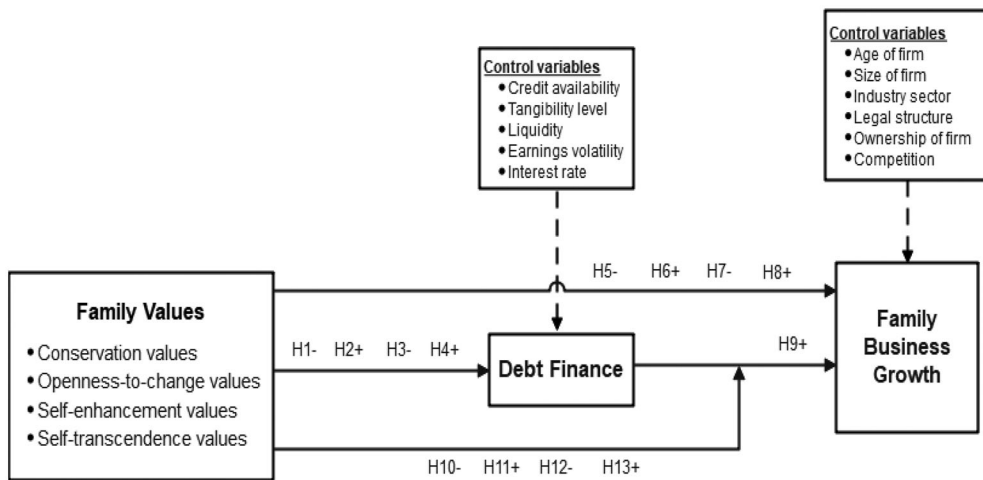 Control variables
• Age of firm
• Size of firm
• Industry sector
• Legal structure
• Ownership of firm
• Competition
Control variables
• Credit availability
• Tangibility level
• Liquidity
• Earnings volatility
• Interest rate
H5- H6+ H7- H8+
Family Values
• Conservation values
• Openness-to-change values
• Self-enhancement values
• Self-transcendence values
H1- H2+ H3- H4+
Debt Finance
H9+
Family
Business
Growth
H10- H11+ H12- H13+